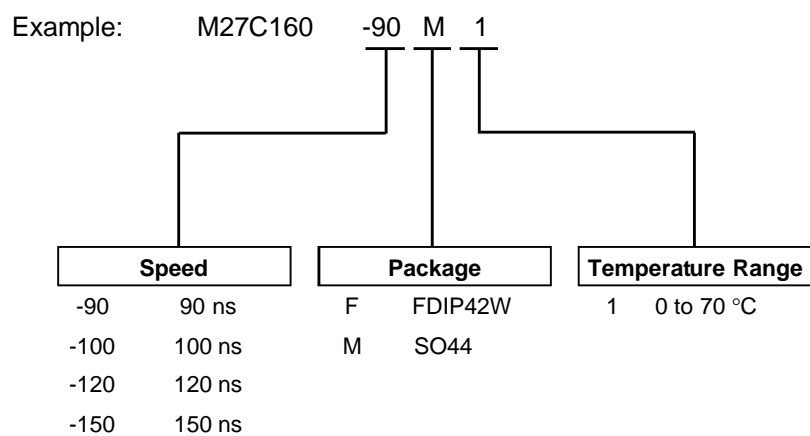 Example: M27C160 -90 M 1
Speed Package Temperature Range
-90 90 ns F FDIP42W 1 0 to 70 °C
-100 100 ns M SO44
-120 120 ns
-150 150 ns